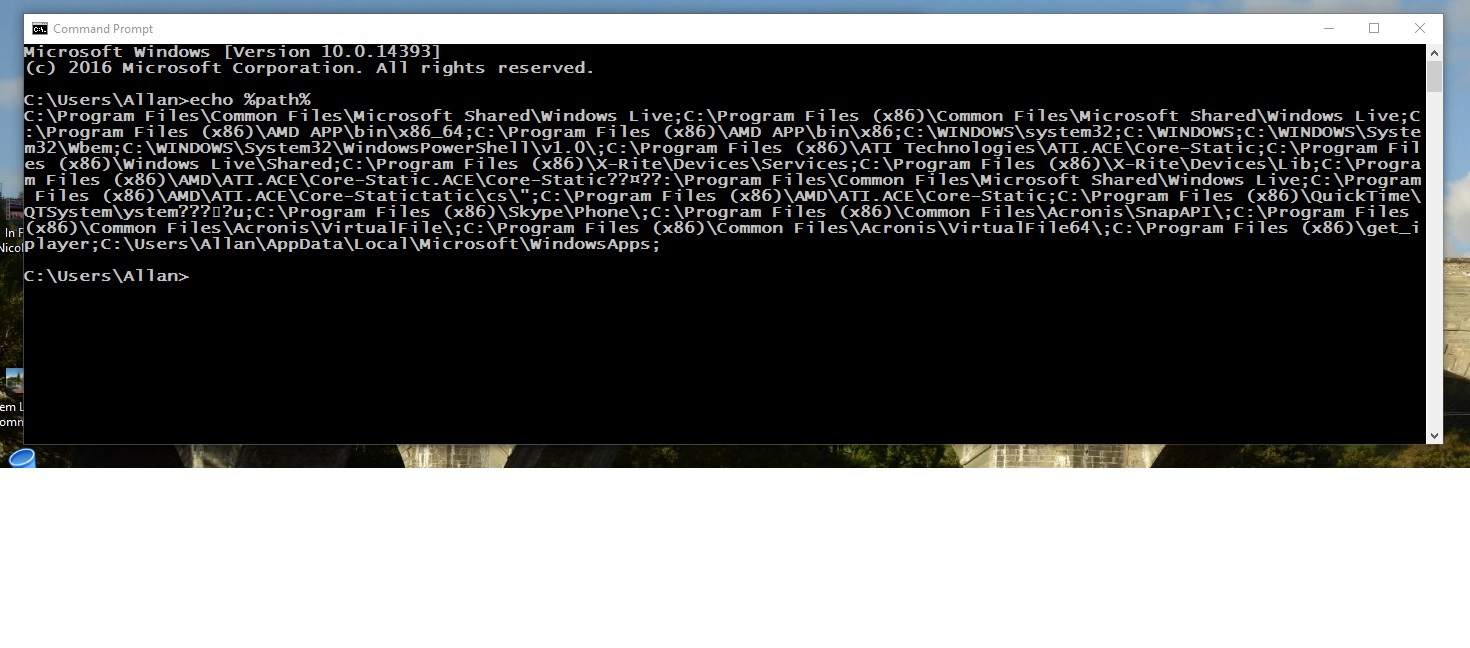 Command Prompt
Microsoft Windows [Version 10.0.14393]
(c) 2016 Microsoft Corporation. All rights reserved.
C:\Users\Allan>echo %path%
C:\Program Files\Common Files\Microsoft Shared\Windows Live;C:\Program Files (x86)\Common Files\Microsoft Shared\Windows Live;C
:\Program Files (x86)\AMD APP\bin\x86_64;C:\Program Files (x86)\AMD APP\bin\x86;C:\WINDOWS\system32;C:\WINDOWS;C:\WINDOWS\Syste
m32\Wbem;C:\WINDOWS\System32\WindowsPowerShell\v1.0\;C:\Program Files (x86)\ATI Technologies\ATI.ACE\Core-Static;C:\Program Fil
es (x86)\Windows Live\Shared;C:\Program Files (x86)\X-Rite\Devices\Services;C:\Program Files (x86)\X-Rite\Devices\Lib;C:\Progra
m Files (x86)\AMD\ATI.ACE\Core-Static.ACE\Core-Static??¤??:\Program Files\Common Files\Microsoft Shared\Windows Live;C:\Program
 Files (x86)\AMD\ATI.ACE\Core-Statictatic\cs\";C:\Program Files (x86)\AMD\ATI.ACE\Core-Static;C:\Program Files (x86)\QuickTime\
QTSystem\ystem???▯?u;C:\Program Files (x86)\Skype\Phone\;C:\Program Files (x86)\Common Files\Acronis\SnapAPI\;C:\Program Files 
(x86)\Common Files\Acronis\VirtualFile\;C:\Program Files (x86)\Common Files\Acronis\VirtualFile64\;C:\Program Files (x86)\get_i
player;C:\Users\Allan\AppData\Local\Microsoft\WindowsApps;
C:\Users\Allan>
In F
Nicol
em L
omn